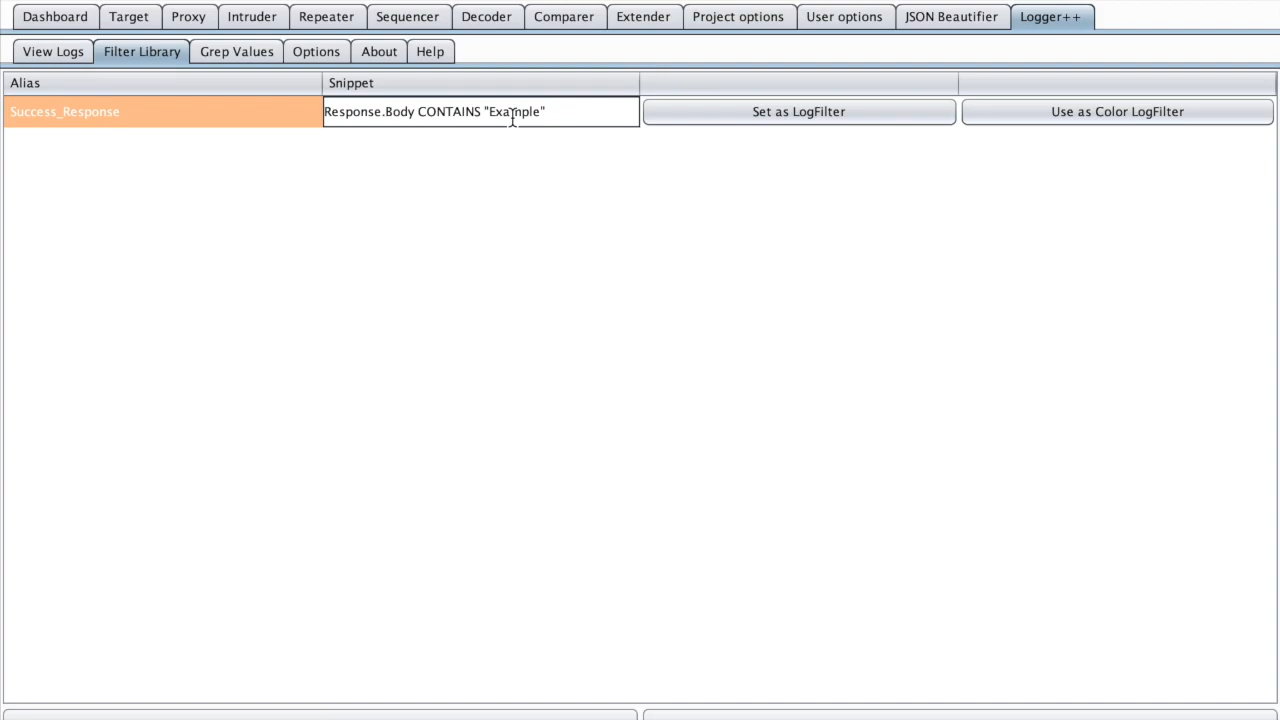 Dashboard Target Proxy Intruder Repeater Sequencer Decoder Comparer Extender Project options User options JSON Beautifier Logger++
View Logs Filter Library Grep Values Options About Help
Alias Snippet
Success_Response Response.Body CONTAINS "Example" Set as LogFilter Use as Color LogFilter